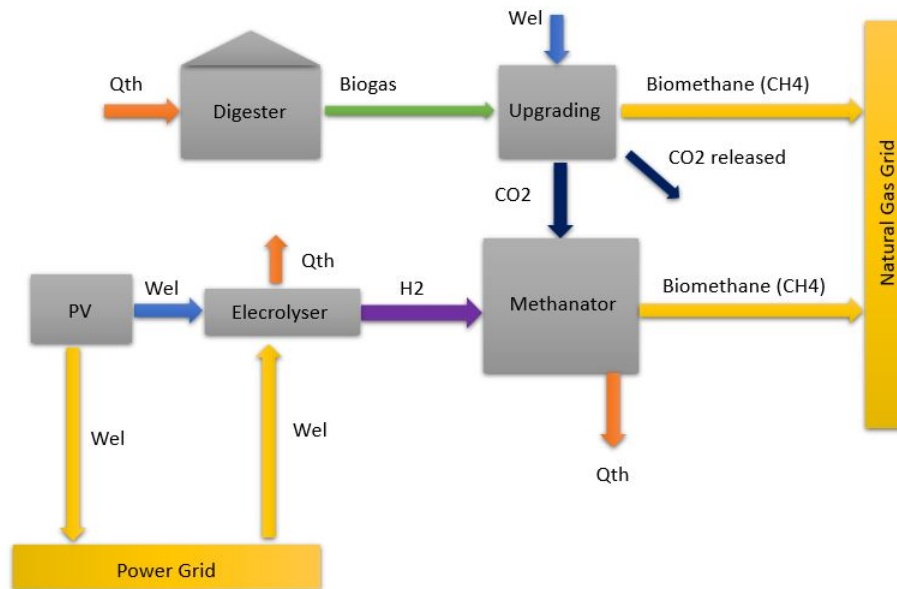 Wel
Qth
Digester
Biogas
Upgrading
Biomethane (CH4)
CO2 released
CO2
Natural Gas Grid
Qth
PV
Wel
Elecrolyser
H2
Methanator
Biomethane (CH4)
Wel
Wel
Qth
Power Grid